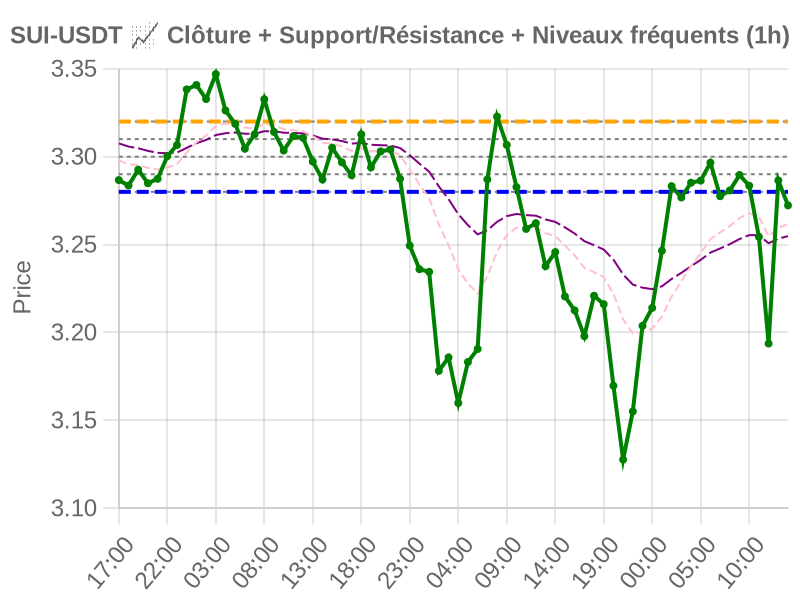 SUI-USDT 📈 Clôture + Support/Résistance + Niveaux fréquents (1h)
3.35
3.30
3.25
3.20
3.15
3.10
Price
17:00 22:00 03:00 08:00 13:00 18:00 23:00 04:00 09:00 14:00 19:00 00:00 05:00 10:00